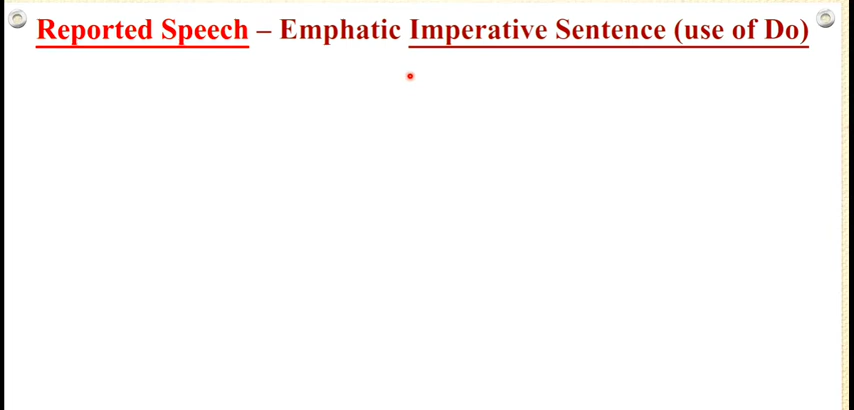 Reported Speech – Emphatic Imperative Sentence (use of Do)